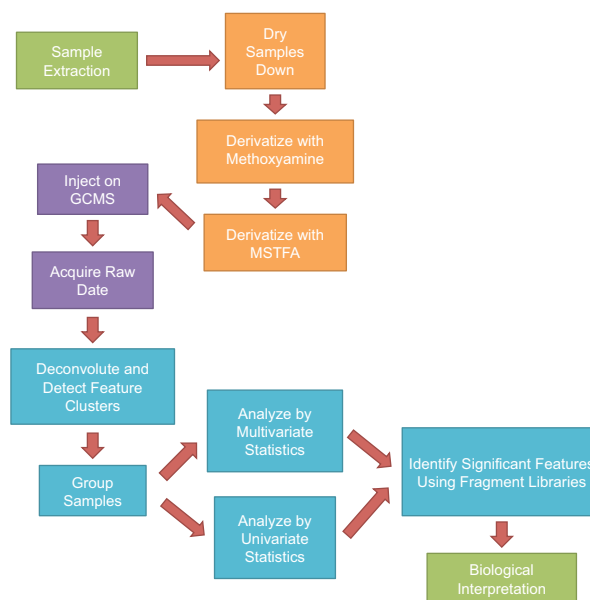 Sample
Extraction
Dry
Samples
Down
Derivatize with
Methoxyamine
Derivatize with
MSTFA
Inject on
GCMS
Acquire Raw
Date
Deconvolute and
Detect Feature
Clusters
Group
Samples
Analyze by
Multivariate
Statistics
Analyze by
Univariate
Statistics
Identify Significant Features
Using Fragment Libraries
Biological
Interpretation